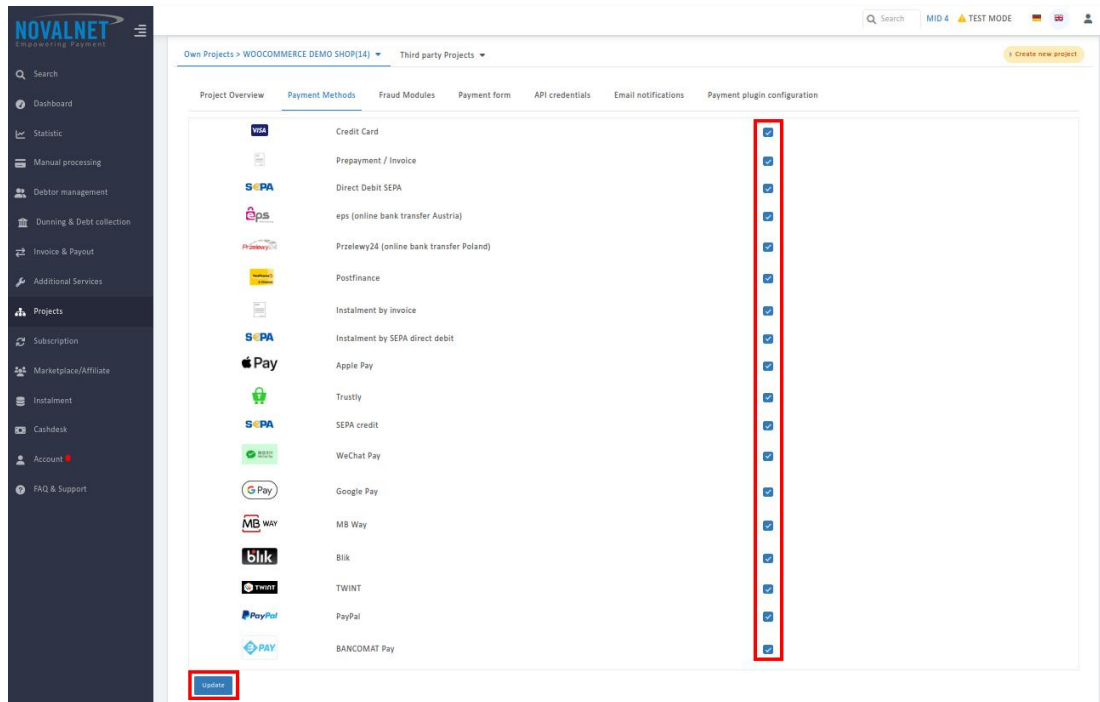 NOVALNET
Empowering Payment
Search
MID 4
TEST MODE
Own Projects > WOOCOMMERCE DEMO SHOP(14)
Third party Projects
Create new project
Search
Dashboard
Statistic
Manual processing
Debtor management
Dunning & Debt collection
Invoice & Payout
Additional Services
Projects
Subscription
Marketplace/Affiliate
Instalment
Cashdesk
Account
FAQ & Support
Project Overview
Payment Methods
Fraud Modules
Payment form
API credentials
Email notifications
Payment plugin configuration
VISA Credit Card
Prepayment / Invoice
SEPA Direct Debit SEPA
eps eps (online bank transfer Austria)
Przelewy24 Przelewy24 (online bank transfer Poland)
Postfinance
Instalment by invoice
SEPA Instalment by SEPA direct debit
Pay Apple Pay
Trustly
SEPA SEPA credit
WeChat Pay
G Pay Google Pay
MB WAY MB Way
blik Blik
TWINT TWINT
PayPal PayPal
PAY BANCOMAT Pay
Update